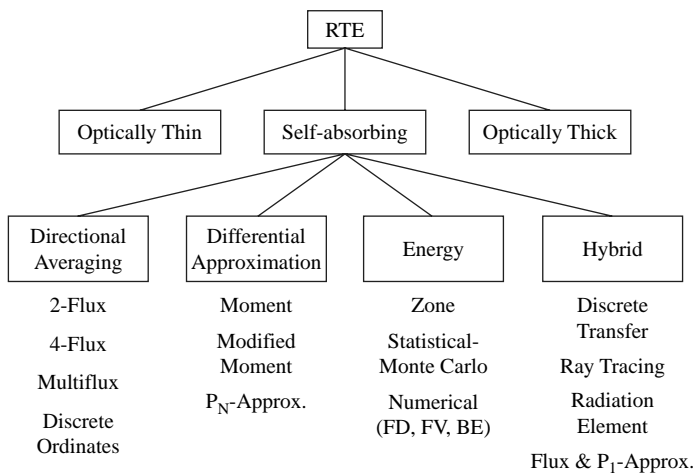 RTE
Optically Thin
Self-absorbing
Optically Thick
Directional
Averaging
2-Flux
4-Flux
Multiflux
Discrete
Ordinates
Differential
Approximation
Moment
Modified
Moment
P_N-Approx.
Energy
Zone
Statistical-
Monte Carlo
Numerical
(FD, FV, BE)
Hybrid
Discrete
Transfer
Ray Tracing
Radiation
Element
Flux & P_1-Approx.